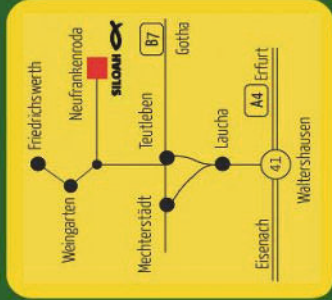 Friedrichswerth
Neufrankenroda
Weingarten
SILOAH
B7
Teutleben
Gotha
Mechterstädt
Laucha
A4
Erfurt
41
Eisenach
Waltershausen